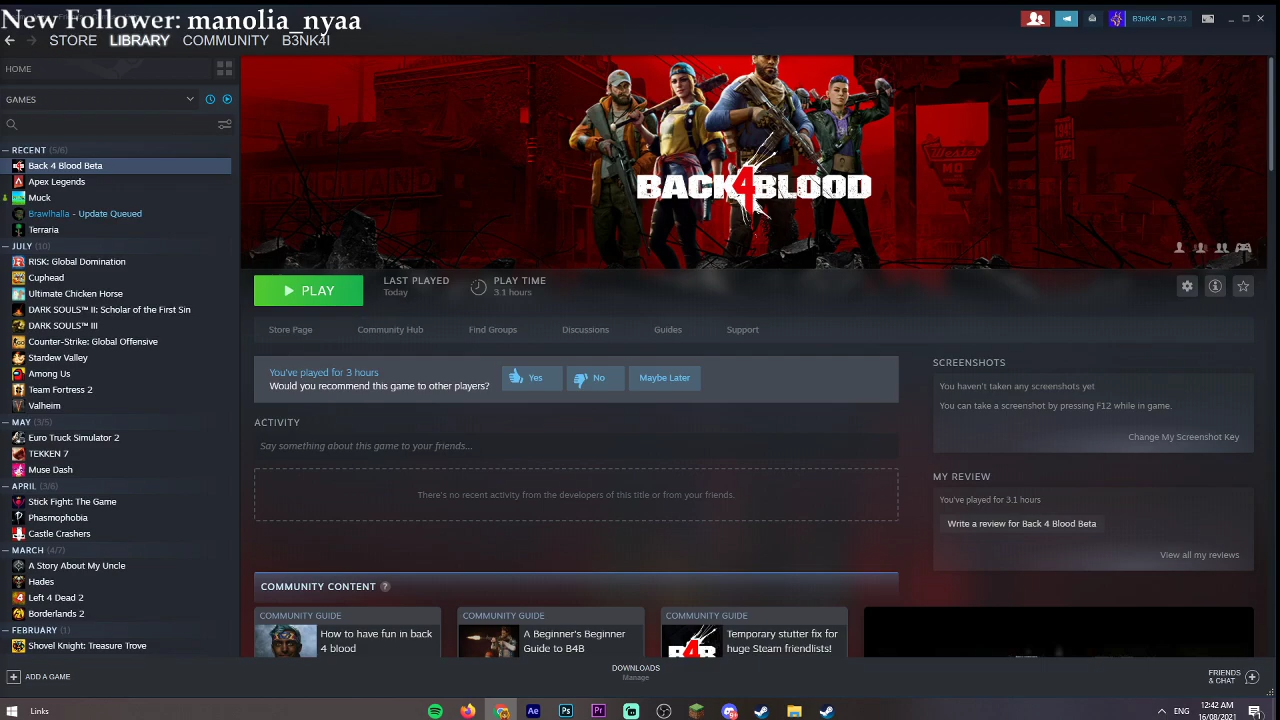 New Follower: manolia_nyaa
STORE LIBRARY COMMUNITY B3NK4I
B3nK4i
1.23
HOME
GAMES
RECENT (5/6)
Back 4 Blood Beta
Apex Legends
Muck
Brawlhalla - Update Queued
Terraria
JULY (10)
RISK: Global Domination
Cuphead
Ultimate Chicken Horse
DARK SOULS™ II: Scholar of the First Sin
DARK SOULS™ III
Counter-Strike: Global Offensive
Stardew Valley
Among Us
Team Fortress 2
Valheim
MAY (3/5)
Euro Truck Simulator 2
TEKKEN 7
Muse Dash
APRIL (3/6)
Stick Fight: The Game
Phasmophobia
Castle Crashers
MARCH (4/7)
A Story About My Uncle
Hades
Left 4 Dead 2
Borderlands 2
FEBRUARY (1)
Shovel Knight: Treasure Trove
ADD A GAME
BACK 4 BLOOD
PLAY
LAST PLAYED
Today
PLAY TIME
3.1 hours
Store Page Community Hub Find Groups Discussions Guides Support
You've played for 3 hours
Would you recommend this game to other players?
Yes No Maybe Later
ACTIVITY
Say something about this game to your friends...
There's no recent activity from the developers of this title or from your friends.
COMMUNITY CONTENT ?
COMMUNITY GUIDE
How to have fun in back
4 blood
COMMUNITY GUIDE
A Beginner's Beginner
Guide to B4B
COMMUNITY GUIDE
Temporary stutter fix for
huge Steam friendlists!
B4B
SCREENSHOTS
You haven't taken any screenshots yet
You can take a screenshot by pressing F12 while in game.
Change My Screenshot Key
MY REVIEW
You've played for 3.1 hours
Write a review for Back 4 Blood Beta
View all my reviews
DOWNLOADS
Manage
FRIENDS
& CHAT
Links
ENG
12:42 AM
16/08/2021